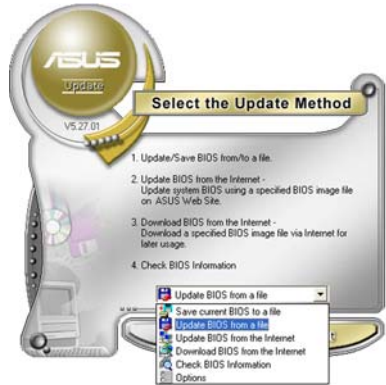 ASUS
Update
V5.27.01
Select the Update Method
1. Update/Save BIOS from/to a file.
2. Update BIOS from the Internet -
Update system BIOS using a specified BIOS image file
on ASUS Web Site.
3. Download BIOS from the Internet -
Download a specified BIOS image file via Internet for
later usage.
4. Check BIOS Information
Update BIOS from a file
Save current BIOS to a file
Update BIOS from a file
Update BIOS from the Internet
Download BIOS from the Internet
Check BIOS Information
Options